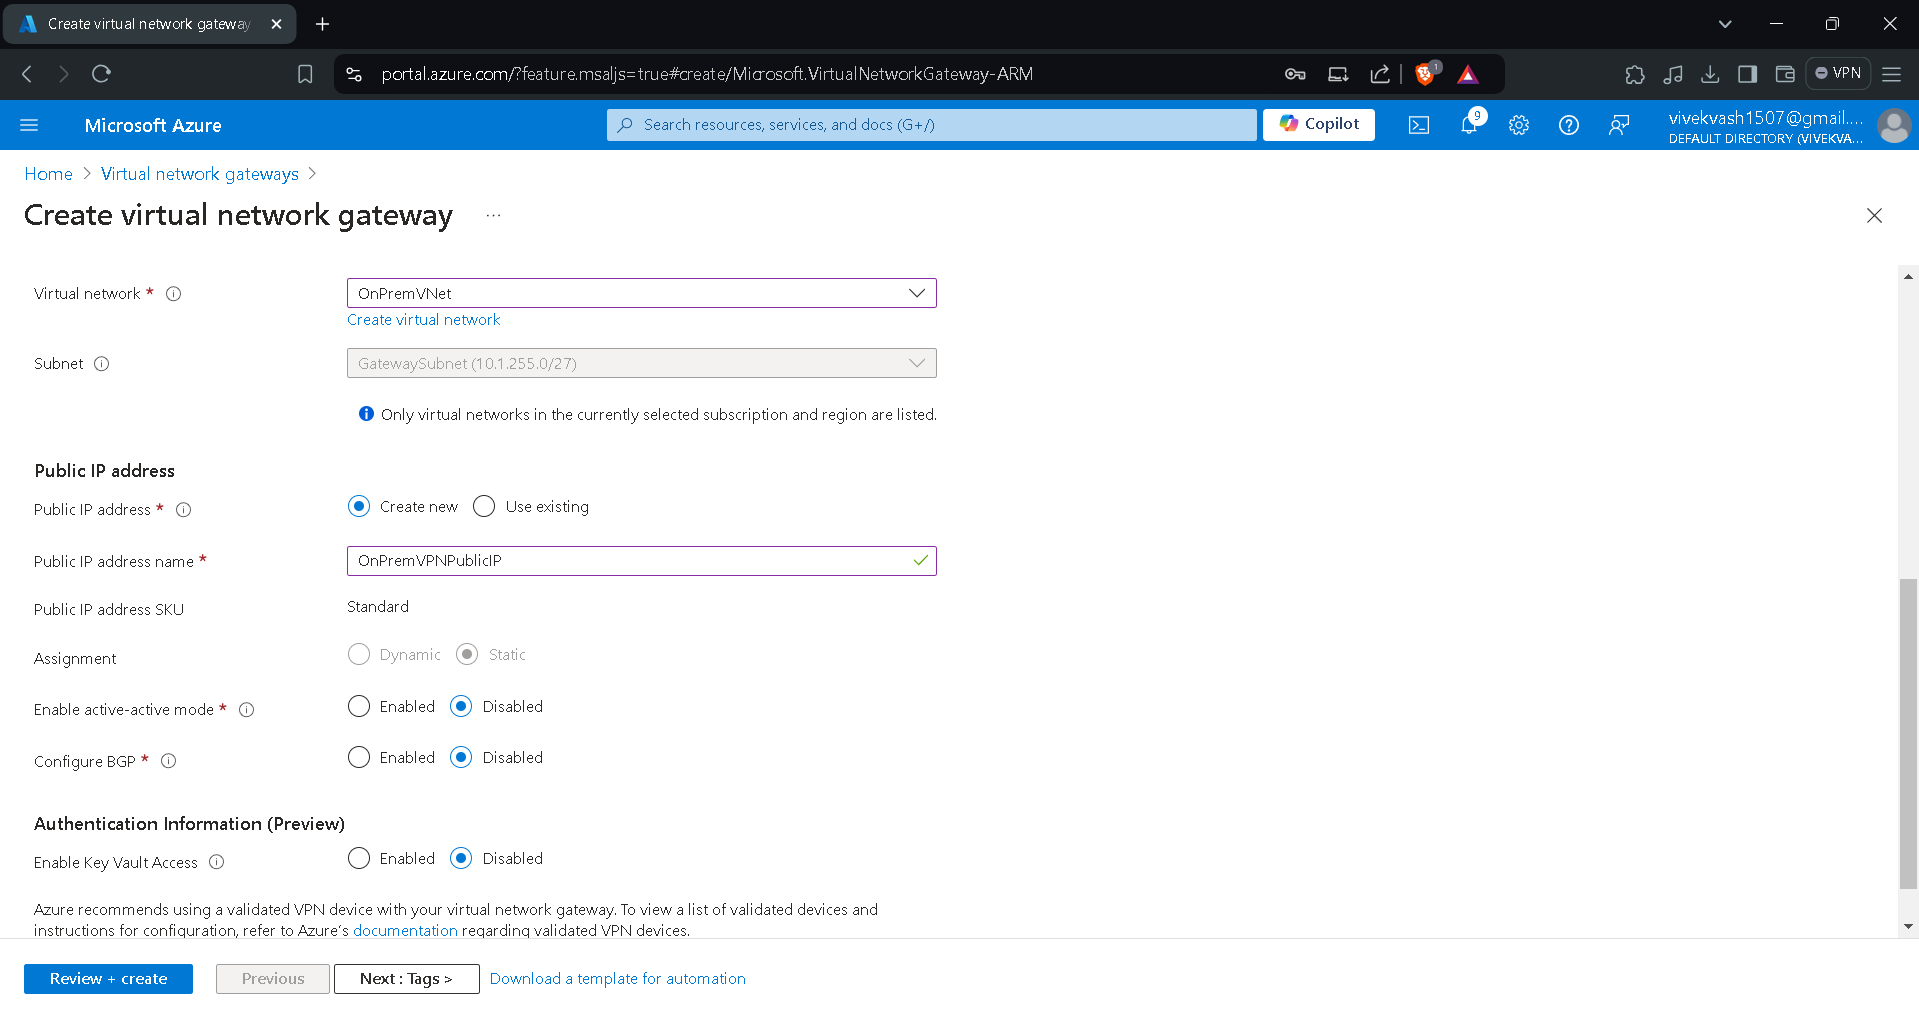 Create virtual network gateway
portal.azure.com/?feature.msaljs=true#create/Microsoft.VirtualNetworkGateway-ARM
1
VPN
Microsoft Azure
Search resources, services, and docs (G+/)
Copilot
9
vivekvash1507@gmail....
DEFAULT DIRECTORY (VIVEKVA...
Home > Virtual network gateways >
Create virtual network gateway ...
Virtual network *
OnPremVNet
Create virtual network
Subnet
GatewaySubnet (10.1.255.0/27)
Only virtual networks in the currently selected subscription and region are listed.
Public IP address
Public IP address *
Create new
Use existing
Public IP address name *
OnPremVPNPublicIP
Public IP address SKU
Standard
Assignment
Dynamic
Static
Enable active-active mode *
Enabled
Disabled
Configure BGP *
Enabled
Disabled
Authentication Information (Preview)
Enable Key Vault Access
Enabled
Disabled
Azure recommends using a validated VPN device with your virtual network gateway. To view a list of validated devices and
instructions for configuration, refer to Azure's documentation regarding validated VPN devices.
Review + create
Previous
Next : Tags >
Download a template for automation